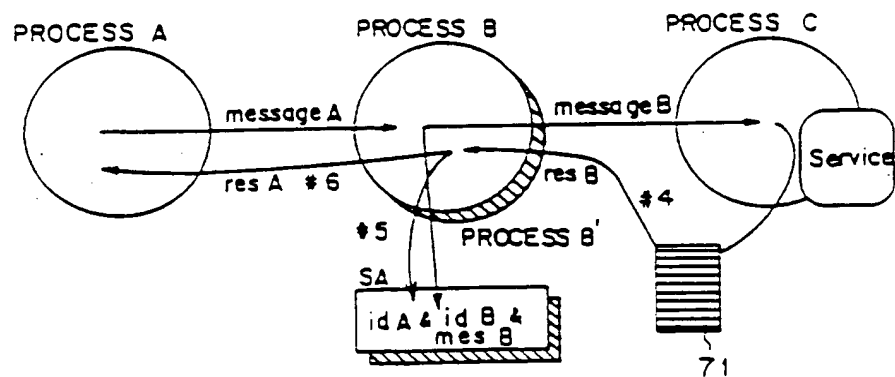 PROCESS A
PROCESS B
PROCESS C
message A
message B
Service
res A #6
res B
#4
#5
PROCESS B'
SA
id A & id B &
mes B
71